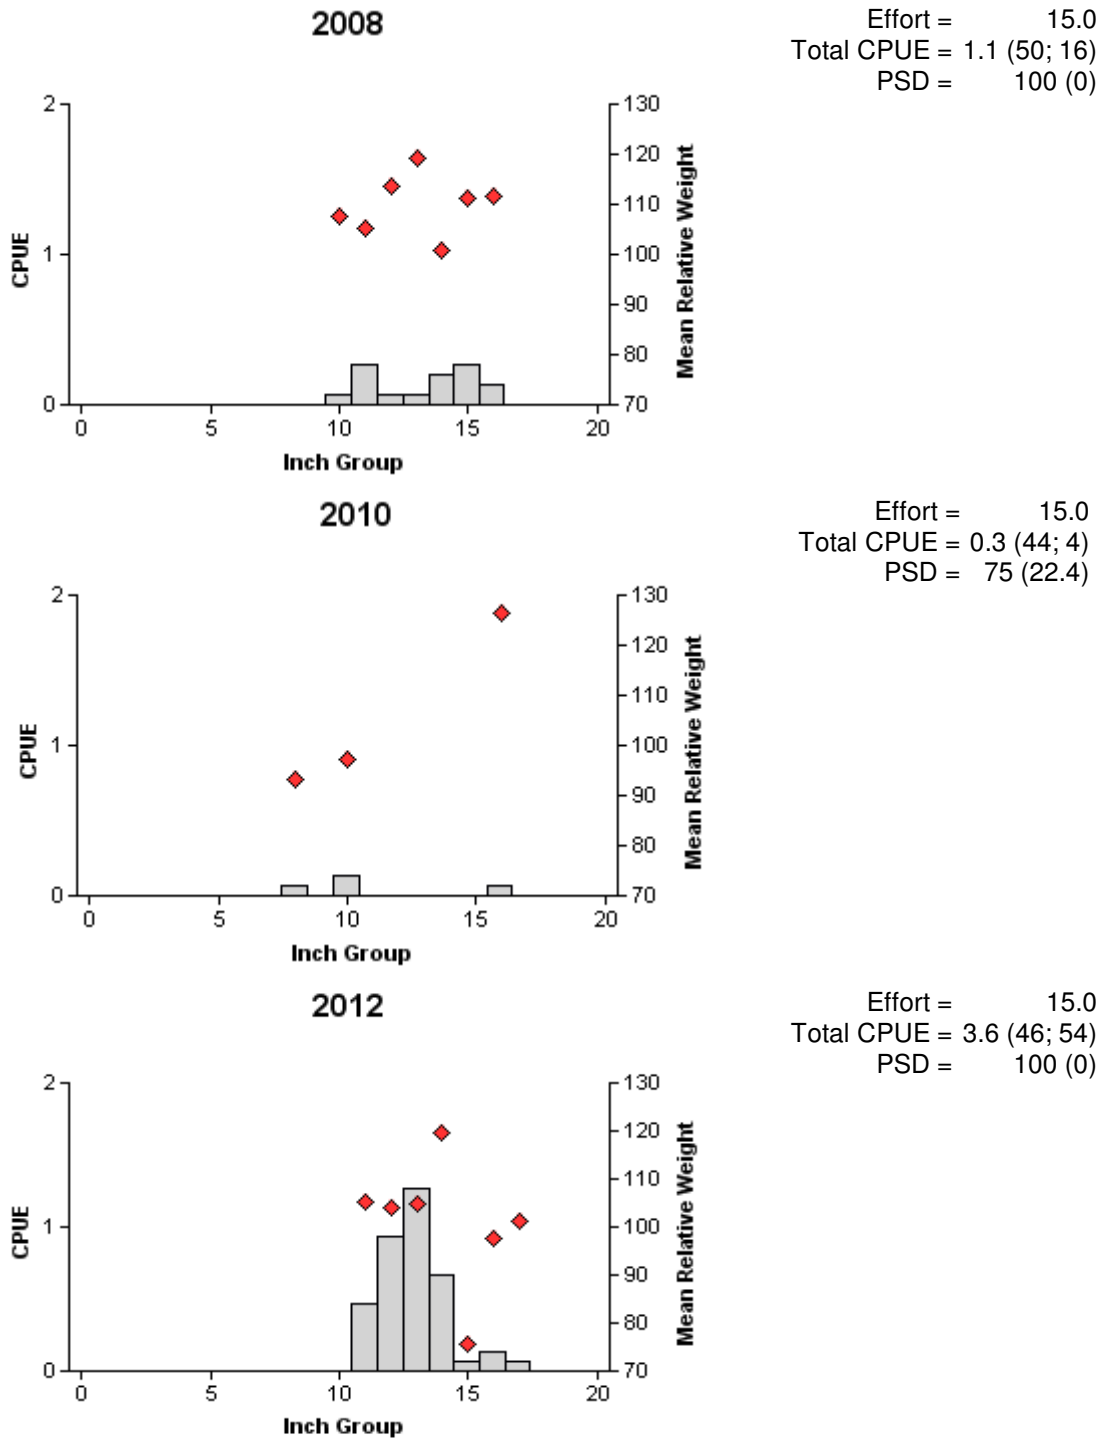 2008
Effort = 15.0
Total CPUE = 1.1 (50; 16)
PSD = 100 (0)
2 130
120
110
1 100
90
80
0 70
CPUE
Mean Relative Weight
0 5 10 15 20
Inch Group
2010
Effort = 15.0
Total CPUE = 0.3 (44; 4)
PSD = 75 (22.4)
2 130
120
110
1 100
90
80
0 70
CPUE
Mean Relative Weight
0 5 10 15 20
Inch Group
2012
Effort = 15.0
Total CPUE = 3.6 (46; 54)
PSD = 100 (0)
2 130
120
110
1 100
90
80
0 70
CPUE
Mean Relative Weight
0 5 10 15 20
Inch Group